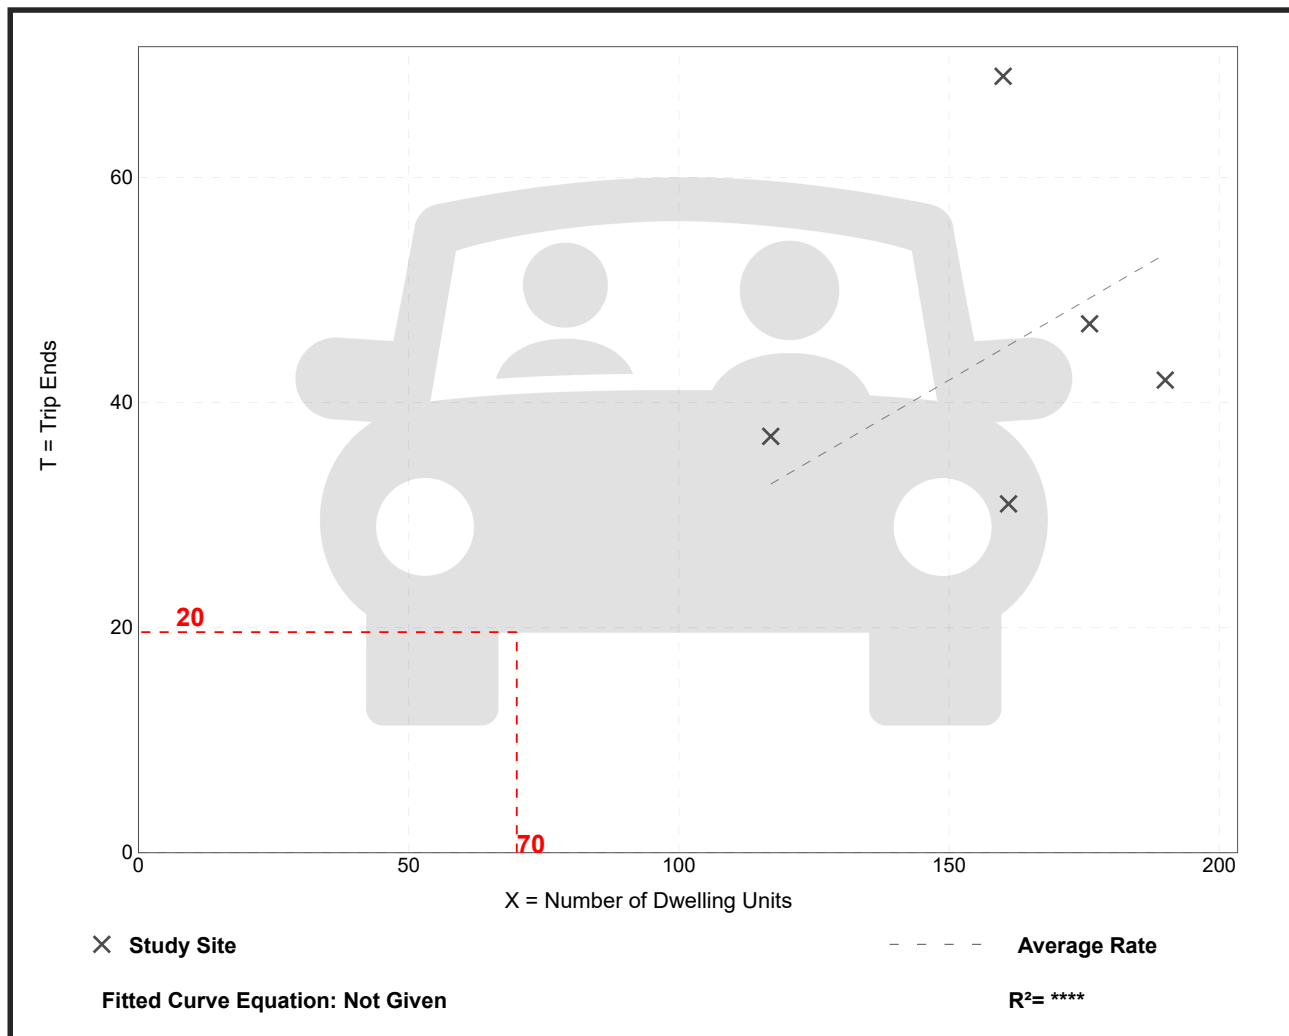 T = Trip Ends
60
40
20
20
0
70
0 50 100 150 200
X = Number of Dwelling Units
Study Site
Average Rate
Fitted Curve Equation: Not Given
R²= ****